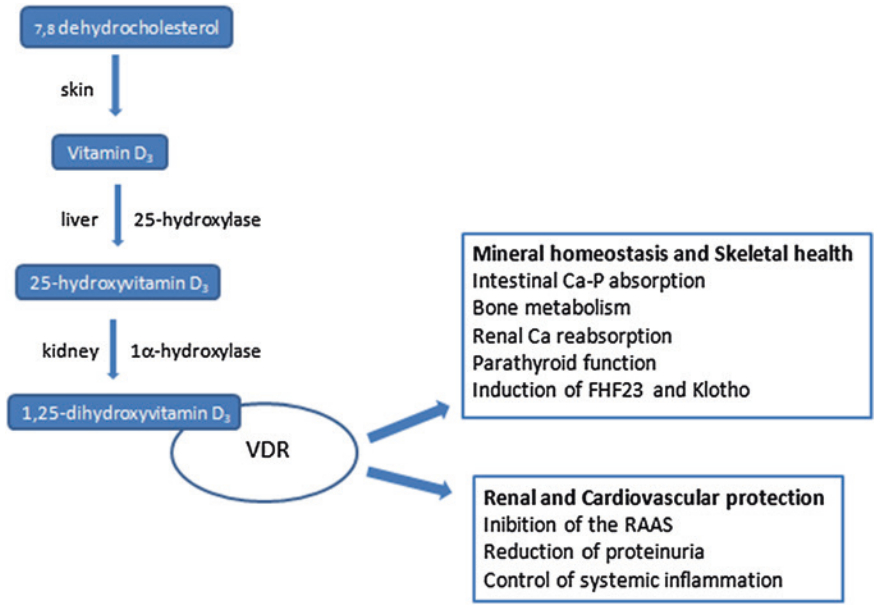 7,8 dehydrocholesterol
skin
Vitamin D₃
liver 25-hydroxylase
25-hydroxyvitamin D₃
kidney 1α-hydroxylase
1,25-dihydroxyvitamin D₃
VDR
Mineral homeostasis and Skeletal health
Intestinal Ca-P absorption
Bone metabolism
Renal Ca reabsorption
Parathyroid function
Induction of FHF23 and Klotho
Renal and Cardiovascular protection
Inibition of the RAAS
Reduction of proteinuria
Control of systemic inflammation